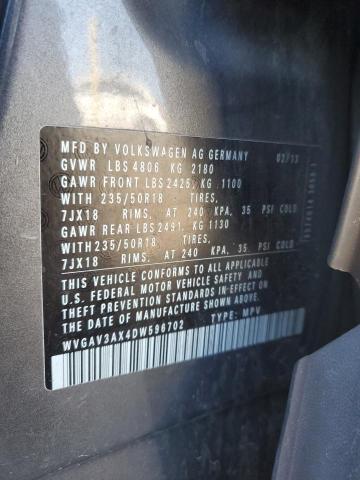 MFD BY VOLKSWAGEN AG GERMANY 02/13
GVWR LBS 4806 KG 2180
GAWR FRONT LBS 2425, KG 1100
WITH 235/50R18 TIRES,
7JX18 RIMS, AT 240 KPA, 35 PSI COLD
GAWR REAR LBS 2491, KG 1130
WITH 235/50R18 TIRES,
7JX18 RIMS, AT 240 KPA, 35 PSI COLD
THIS VEHICLE CONFORMS TO ALL APPLICABLE
U.S. FEDERAL MOTOR VEHICLE SAFETY AND
THEFT PREVENTION STANDARDS IN EFFECT ON
THE DATE OF MANUFACTURE SHOWN ABOVE.
WVGAV3AX4DW596702 TYPE: MPV